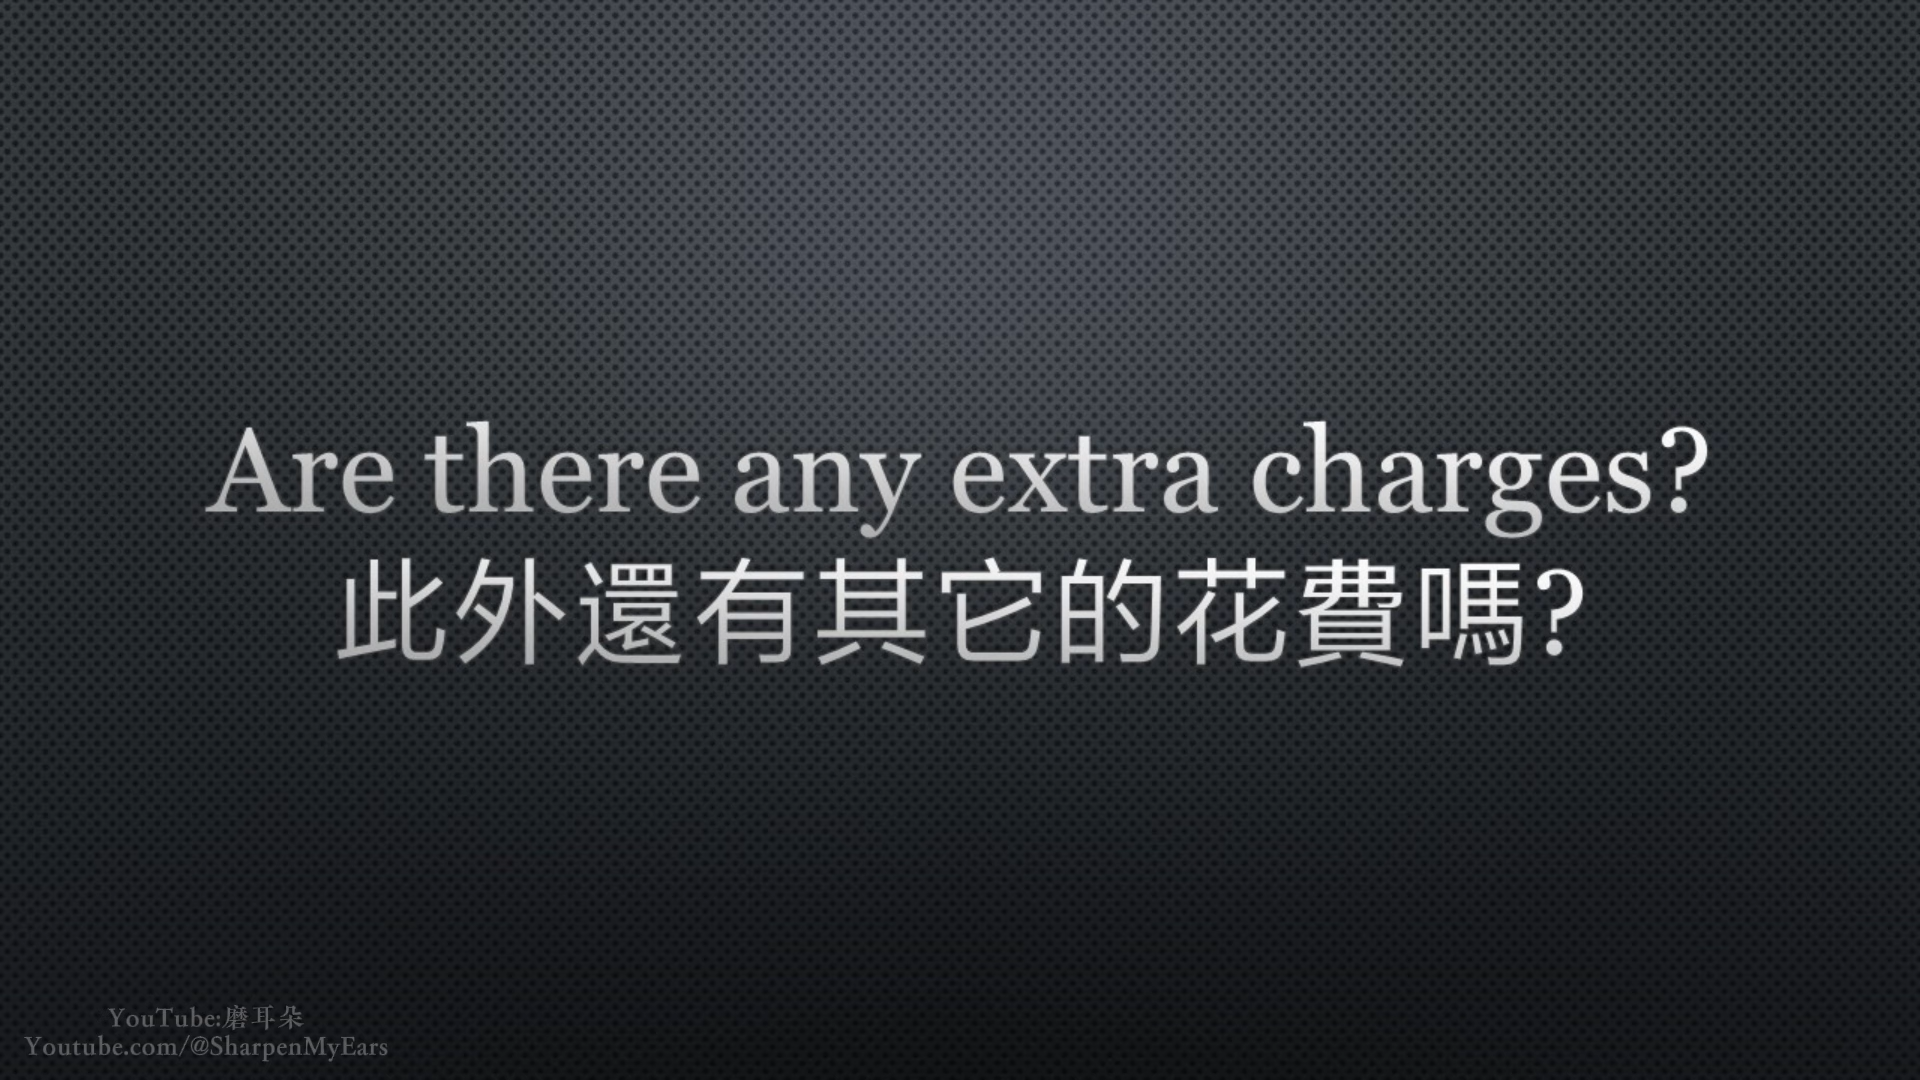 Are there any extra charges?
此外還有其它的花費嗎?
YouTube:磨耳朵
Youtube.com/@SharpenMyEars